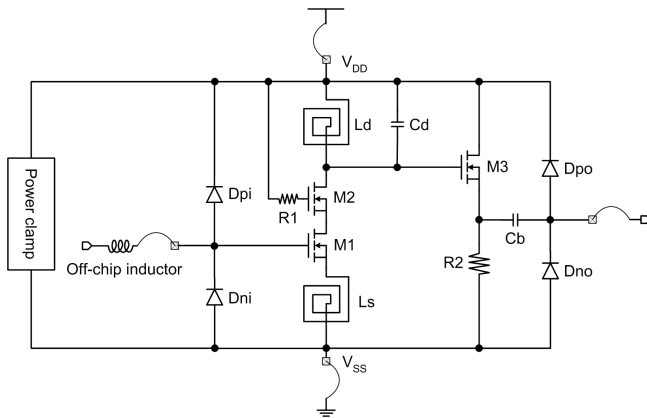 V_DD
Ld
Cd
M3
Dpo
Power clamp
Dpi
M2
R1
Cb
M1
R2
Off-chip inductor
Dno
Dni
Ls
V_SS